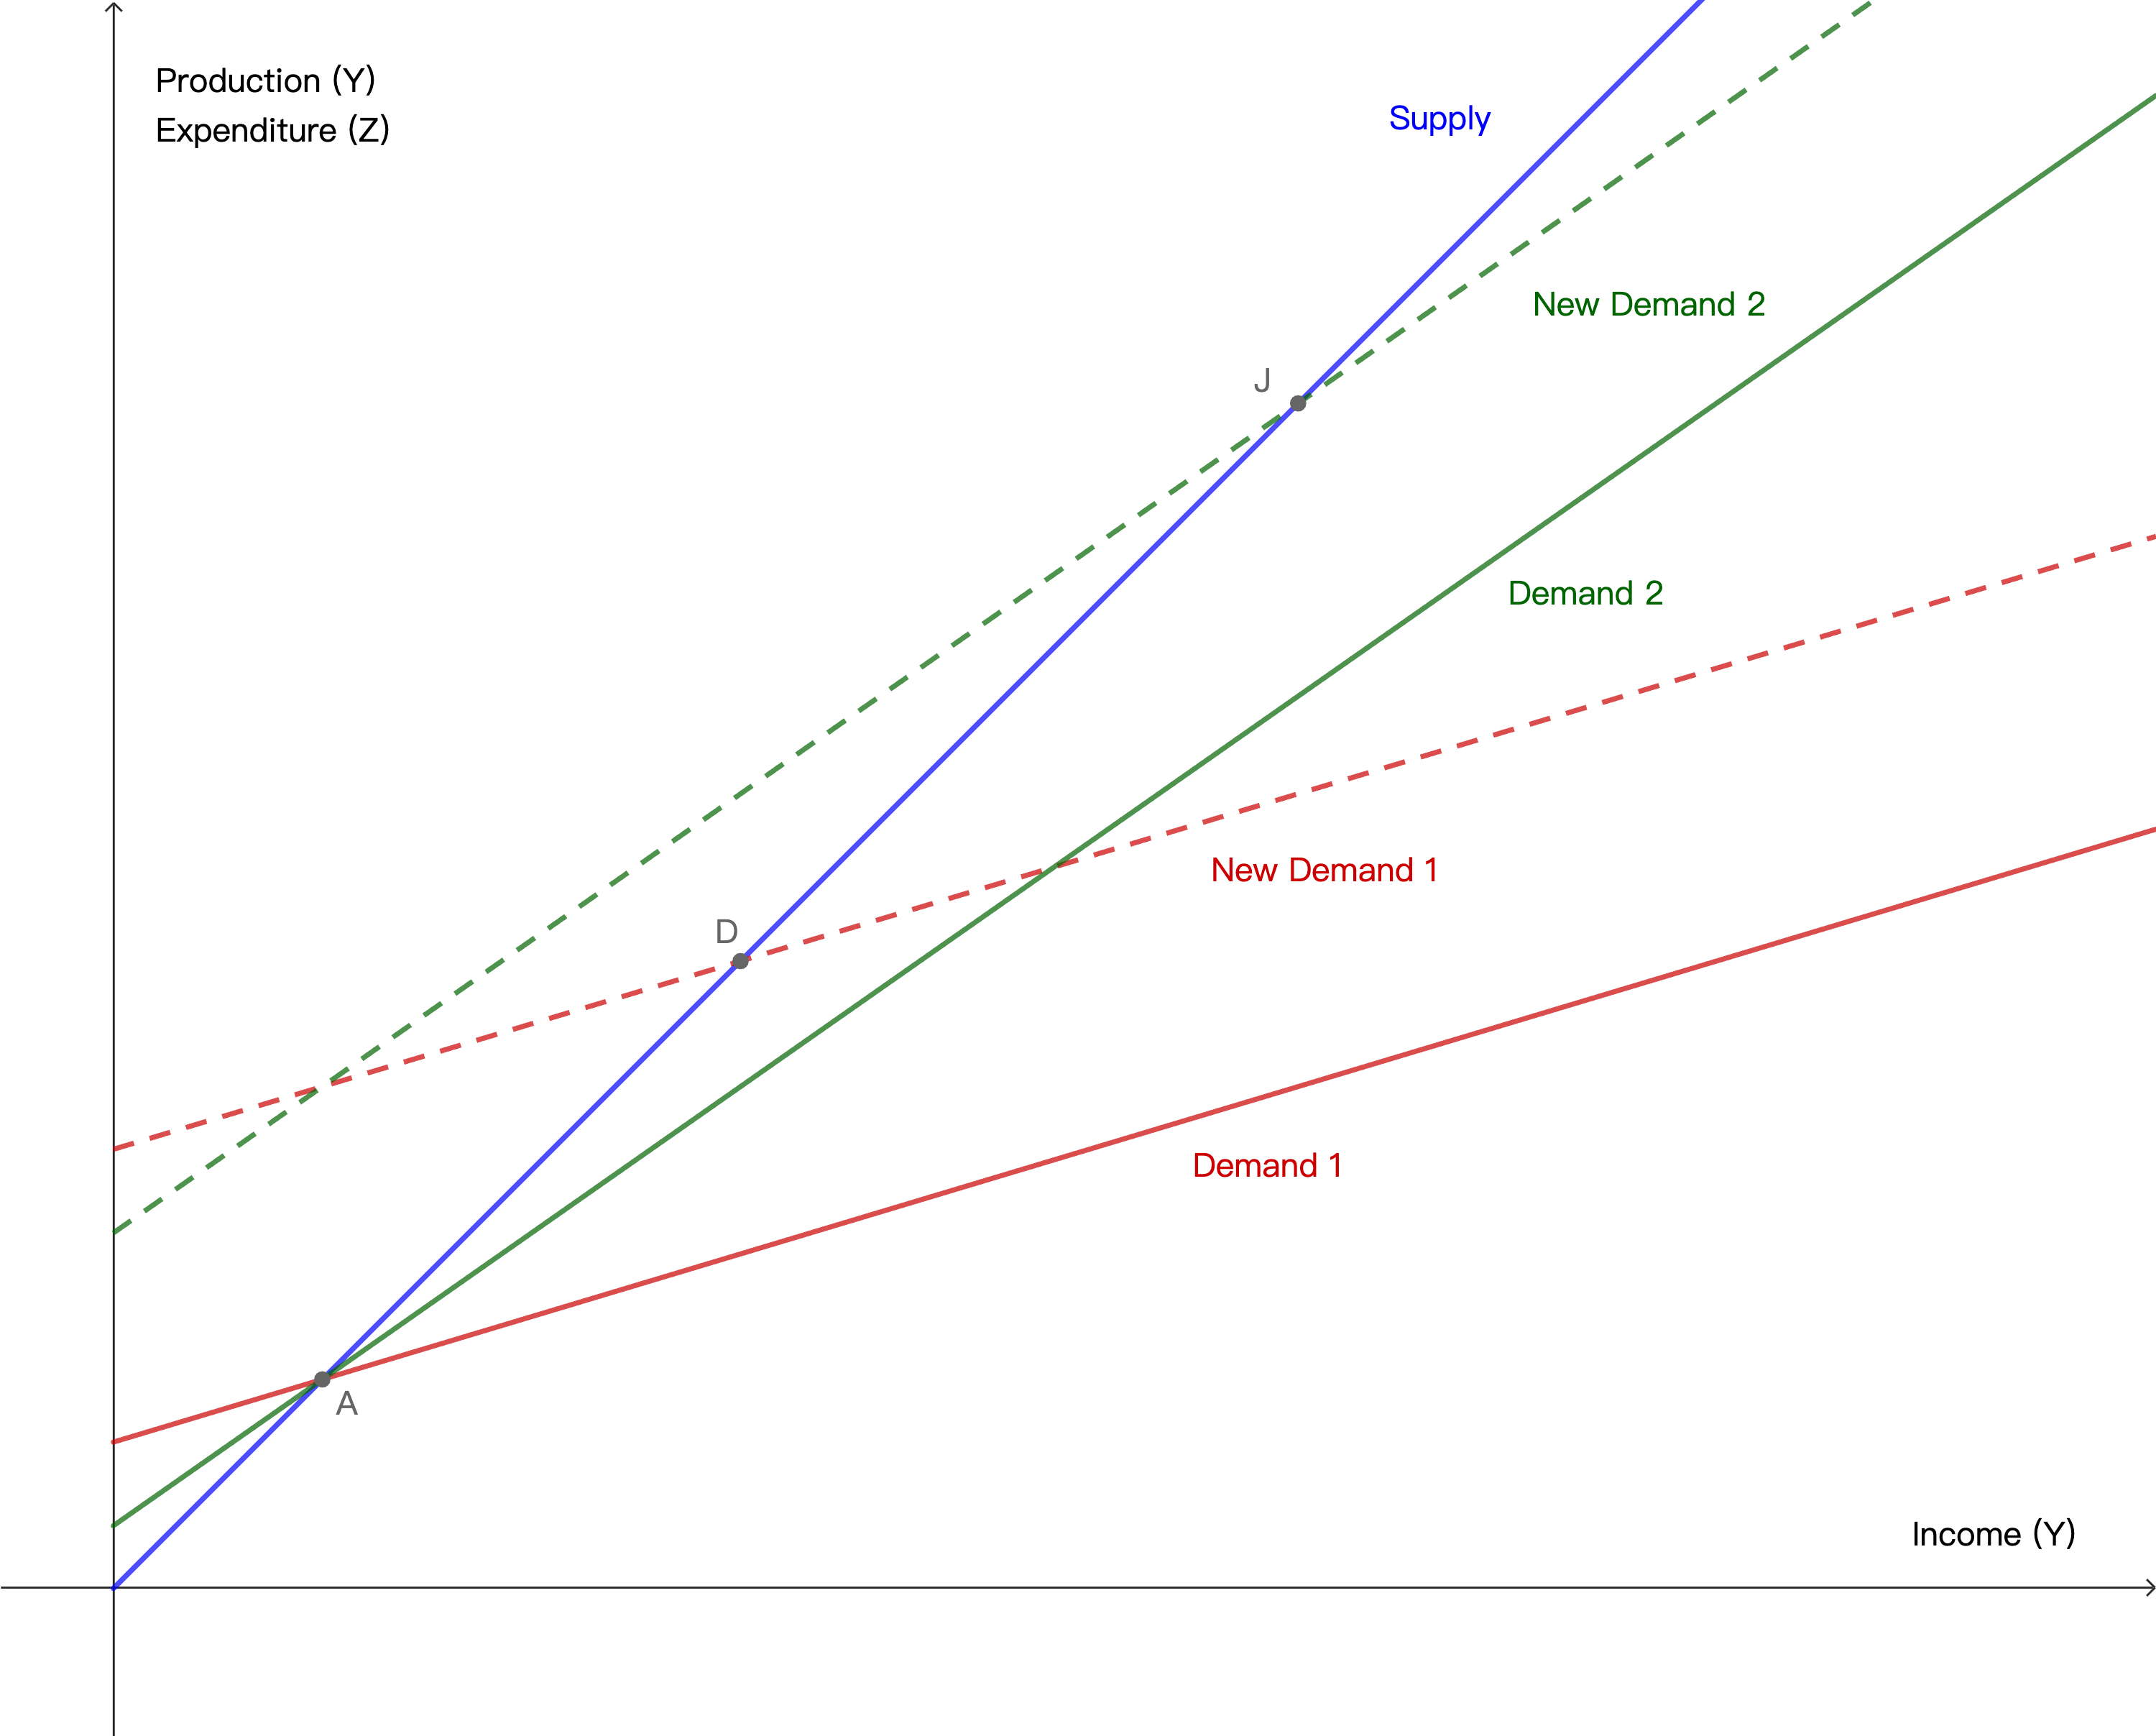 Production (Y)
Expenditure (Z)
Supply
New Demand 2
J
Demand 2
New Demand 1
D
Demand 1
A
Income (Y)